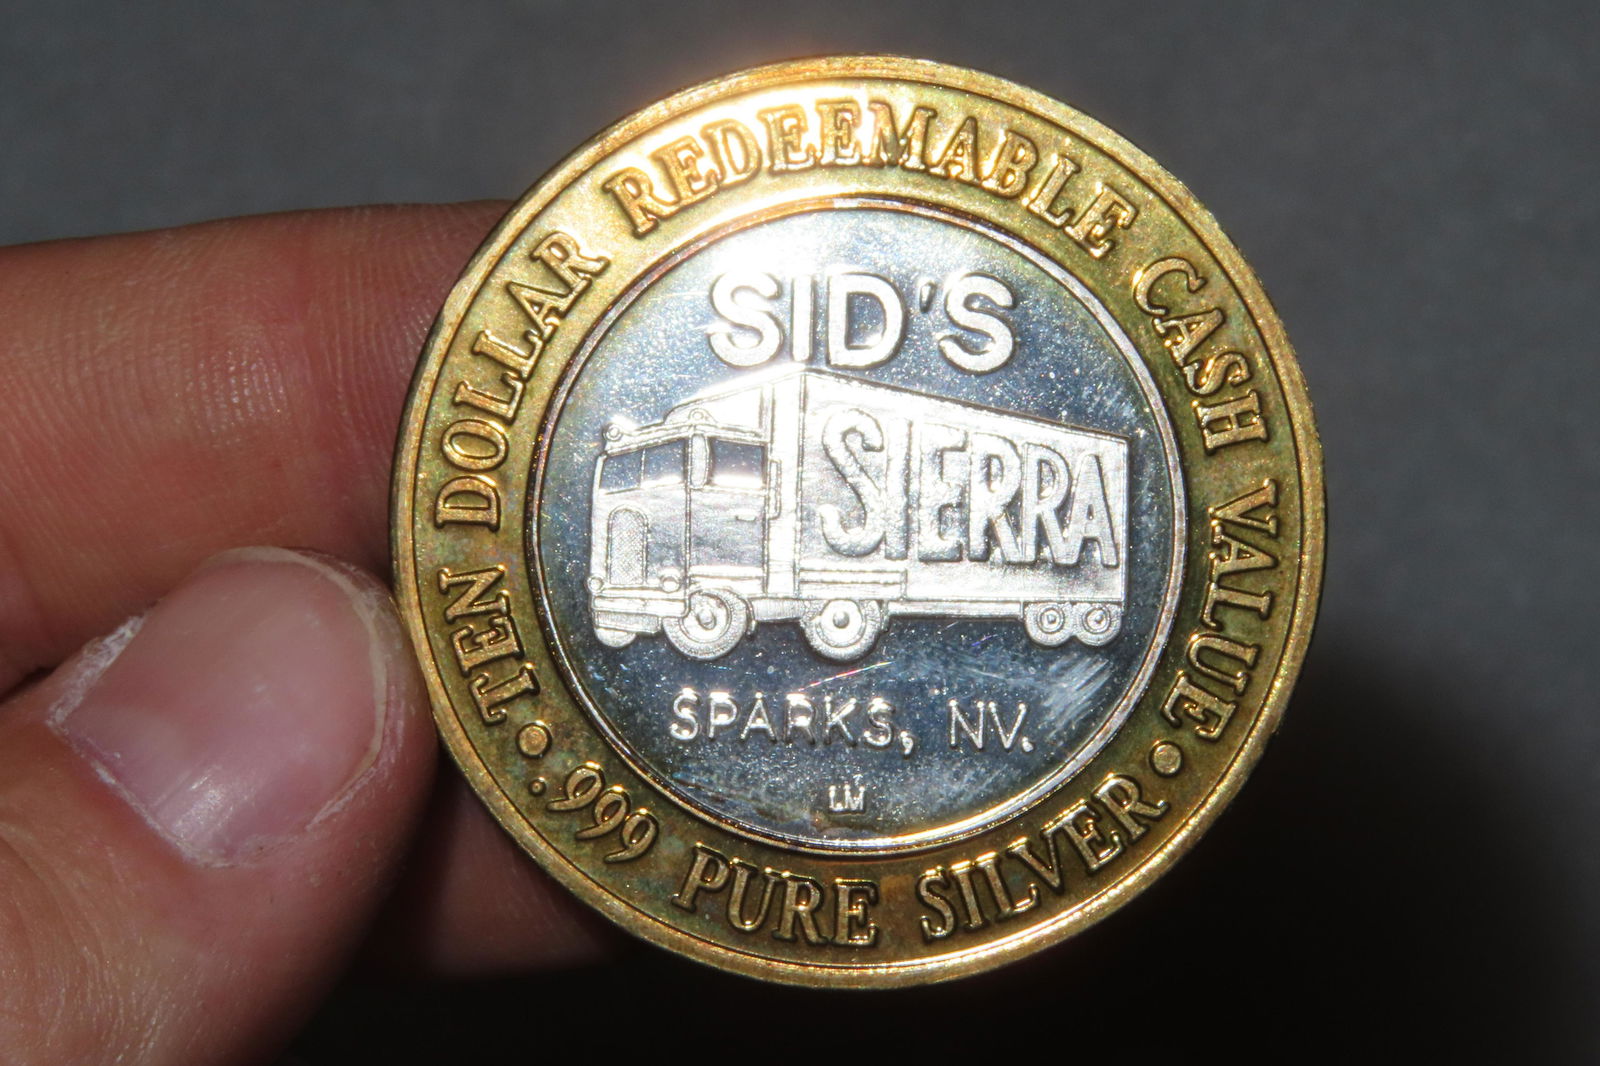 TEN DOLLAR REDEEMABLE CASH VALUE
SID'S
SIERRA
SPARKS, NV.
LM
.999 PURE SILVER